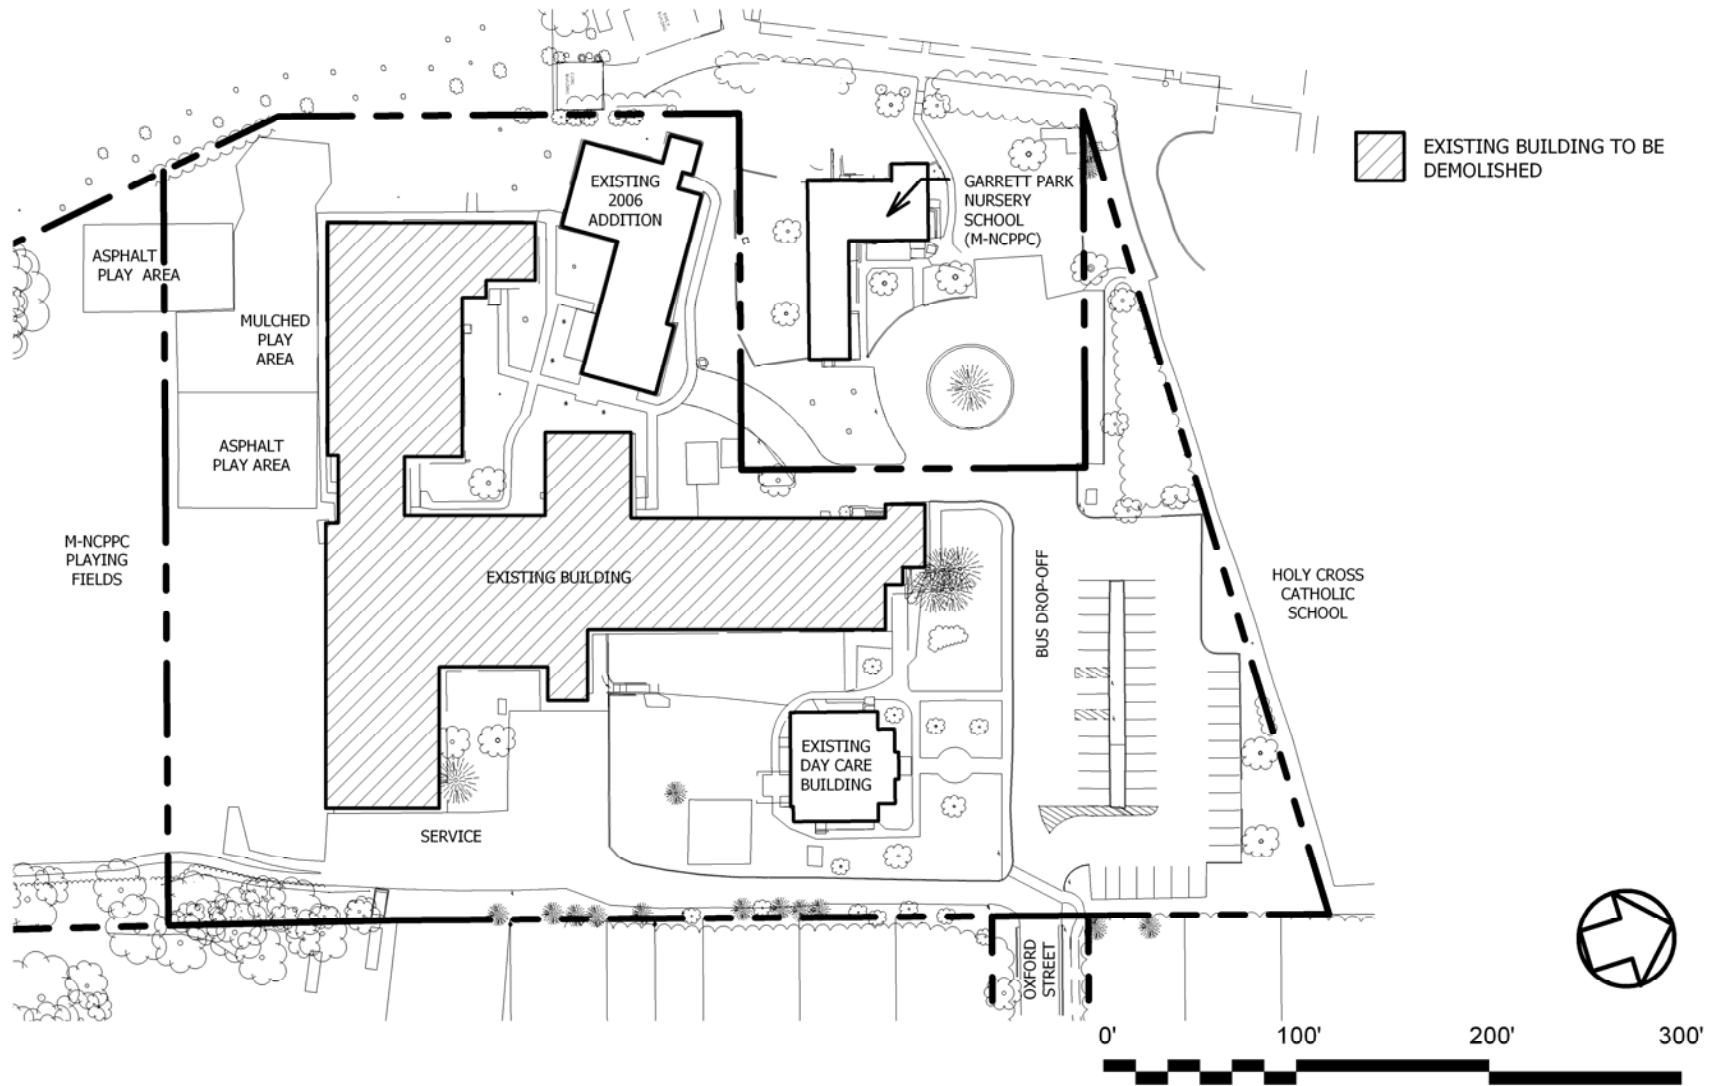 EXISTING BUILDING TO BE
DEMOLISHED
EXISTING
2006
ADDITION
GARRETT PARK
NURSERY
SCHOOL
(M-NCPPC)
ASPHALT
PLAY AREA
MULCHED
PLAY
AREA
ASPHALT
PLAY AREA
M-NCPPC
PLAYING
FIELDS
EXISTING BUILDING
BUS DROP-OFF
HOLY CROSS
CATHOLIC
SCHOOL
EXISTING
DAY CARE
BUILDING
SERVICE
OXFORD
STREET
0'
100'
200'
300'